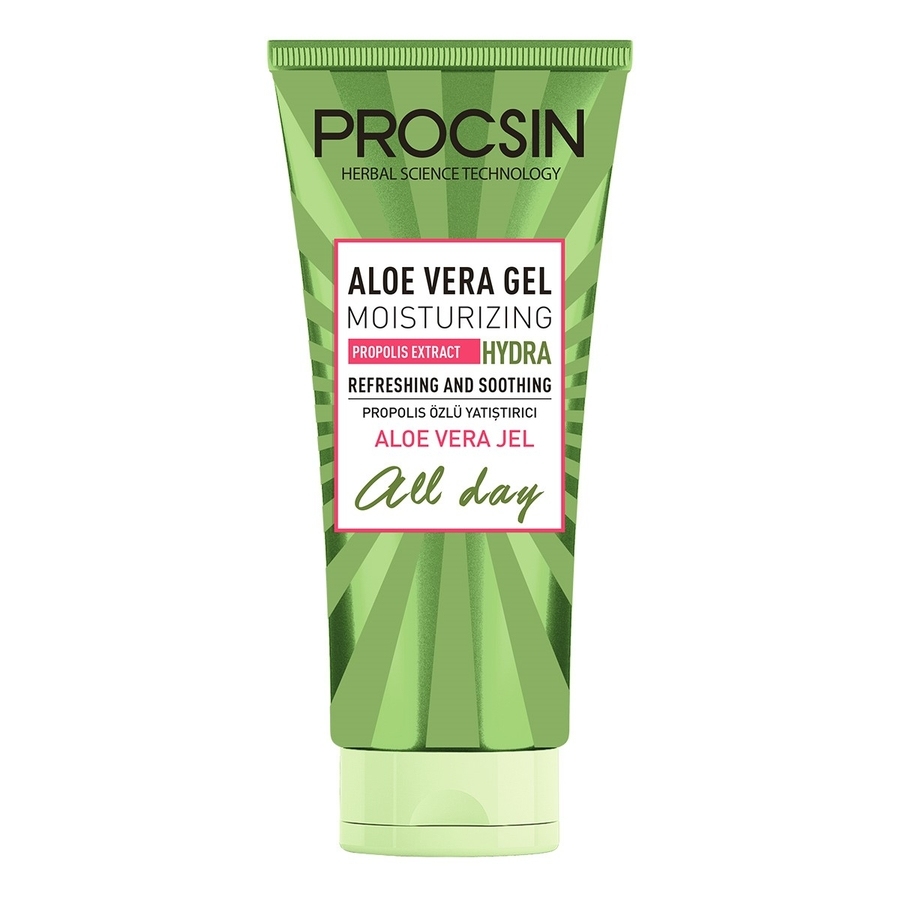 PROCSIN
HERBAL SCIENCE TECHNOLOGY
ALOE VERA GEL
MOISTURIZING
PROPOLIS EXTRACT HYDRA
REFRESHING AND SOOTHING
PROPOLIS ÖZLÜ YATIŞTIRICI
ALOE VERA JEL
All day